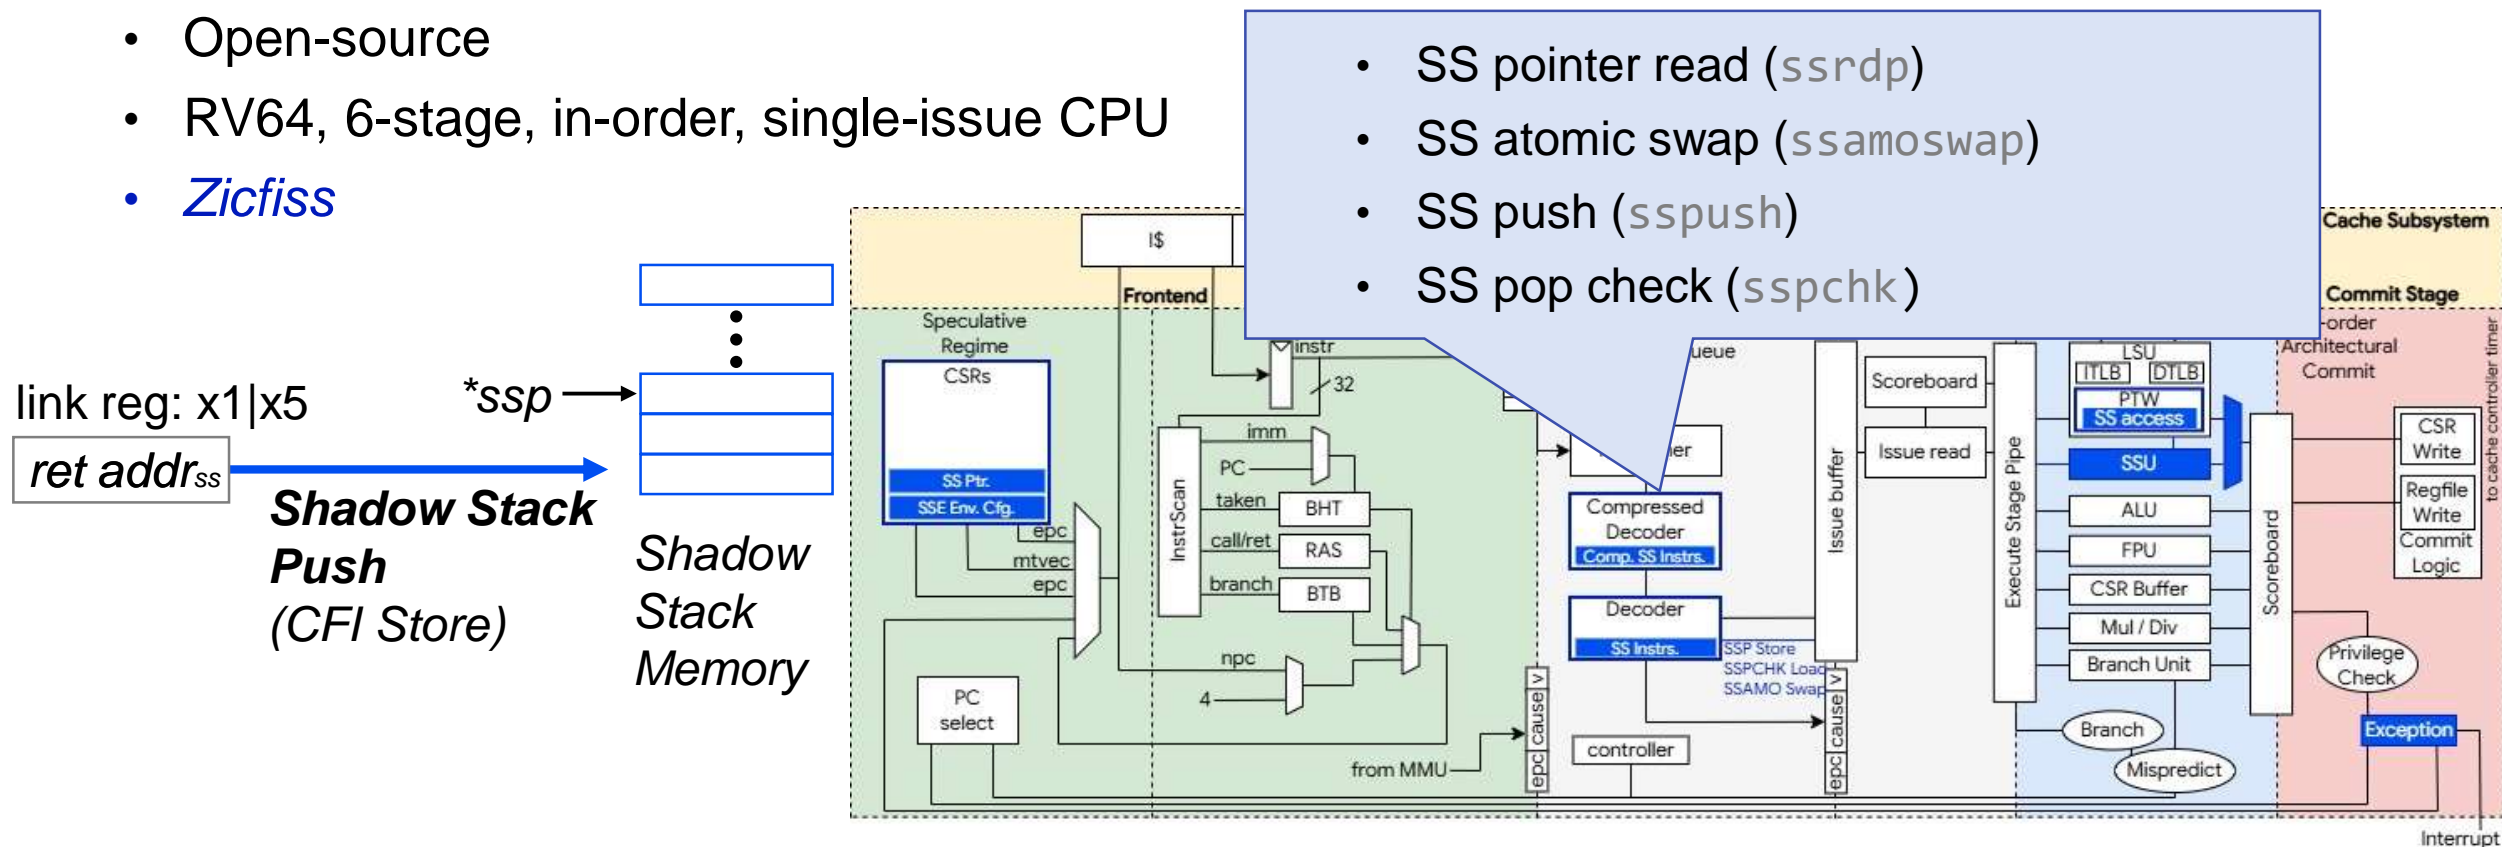 • Open-source
• RV64, 6-stage, in-order, single-issue CPU
• Zicfiss
• SS pointer read (ssrdp)
• SS atomic swap (ssamoswap)
• SS push (sspush)
• SS pop check (sspchk)
link reg: x1|x5
ret addrss
*ssp
Shadow Stack
Push
(CFI Store)
Shadow
Stack
Memory
Cache Subsystem
I$
Frontend
Commit Stage
Speculative
Regime
CSRs
SS Ptr.
SSE Env. Cfg.
epc
mtvec
epc
PC
select
instr
32
InstrScan
imm
PC
taken
call/ret
branch
BHT
RAS
BTB
npc
4
from MMU
epc cause v
Compressed
Decoder
Comp. SS Instrs.
Decoder
SS Instrs.
SSP Store
SSPCHK Load
SSAMO Swap
controller
epc cause v
Issue buffer
Scoreboard
Issue read
Execute Stage Pipe
LSU
ITLB DTLB
PTW
SS access
SSU
ALU
FPU
CSR Buffer
Mul / Div
Branch Unit
Branch
Mispredict
Scoreboard
-order
Architectural
Commit
to cache controller timer
CSR
Write
Regfile
Write
Commit
Logic
Privilege
Check
Exception
Interrupt